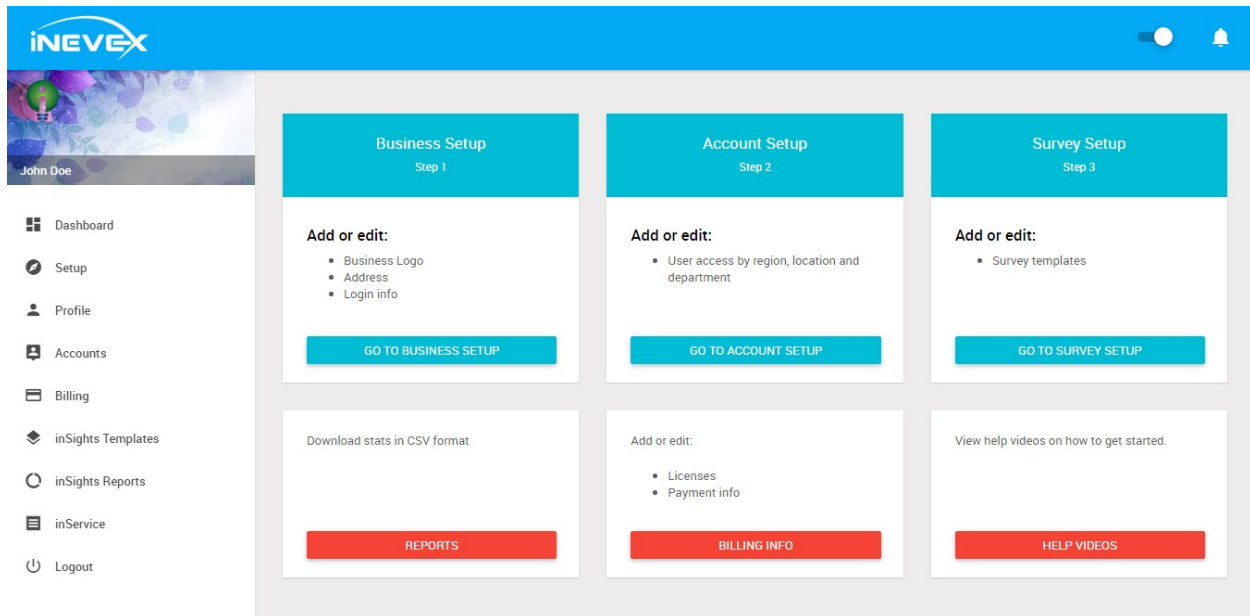 iNEVEX
John Doe
Dashboard
Setup
Profile
Accounts
Billing
inSights Templates
inSights Reports
inService
Logout
Business Setup
Step 1
Add or edit:
Business Logo
Address
Login info
GO TO BUSINESS SETUP
Account Setup
Step 2
Add or edit:
User access by region, location and
department
GO TO ACCOUNT SETUP
Survey Setup
Step 3
Add or edit:
Survey templates
GO TO SURVEY SETUP
Download stats in CSV format
REPORTS
Add or edit:
Licenses
Payment info
BILLING INFO
View help videos on how to get started.
HELP VIDEOS